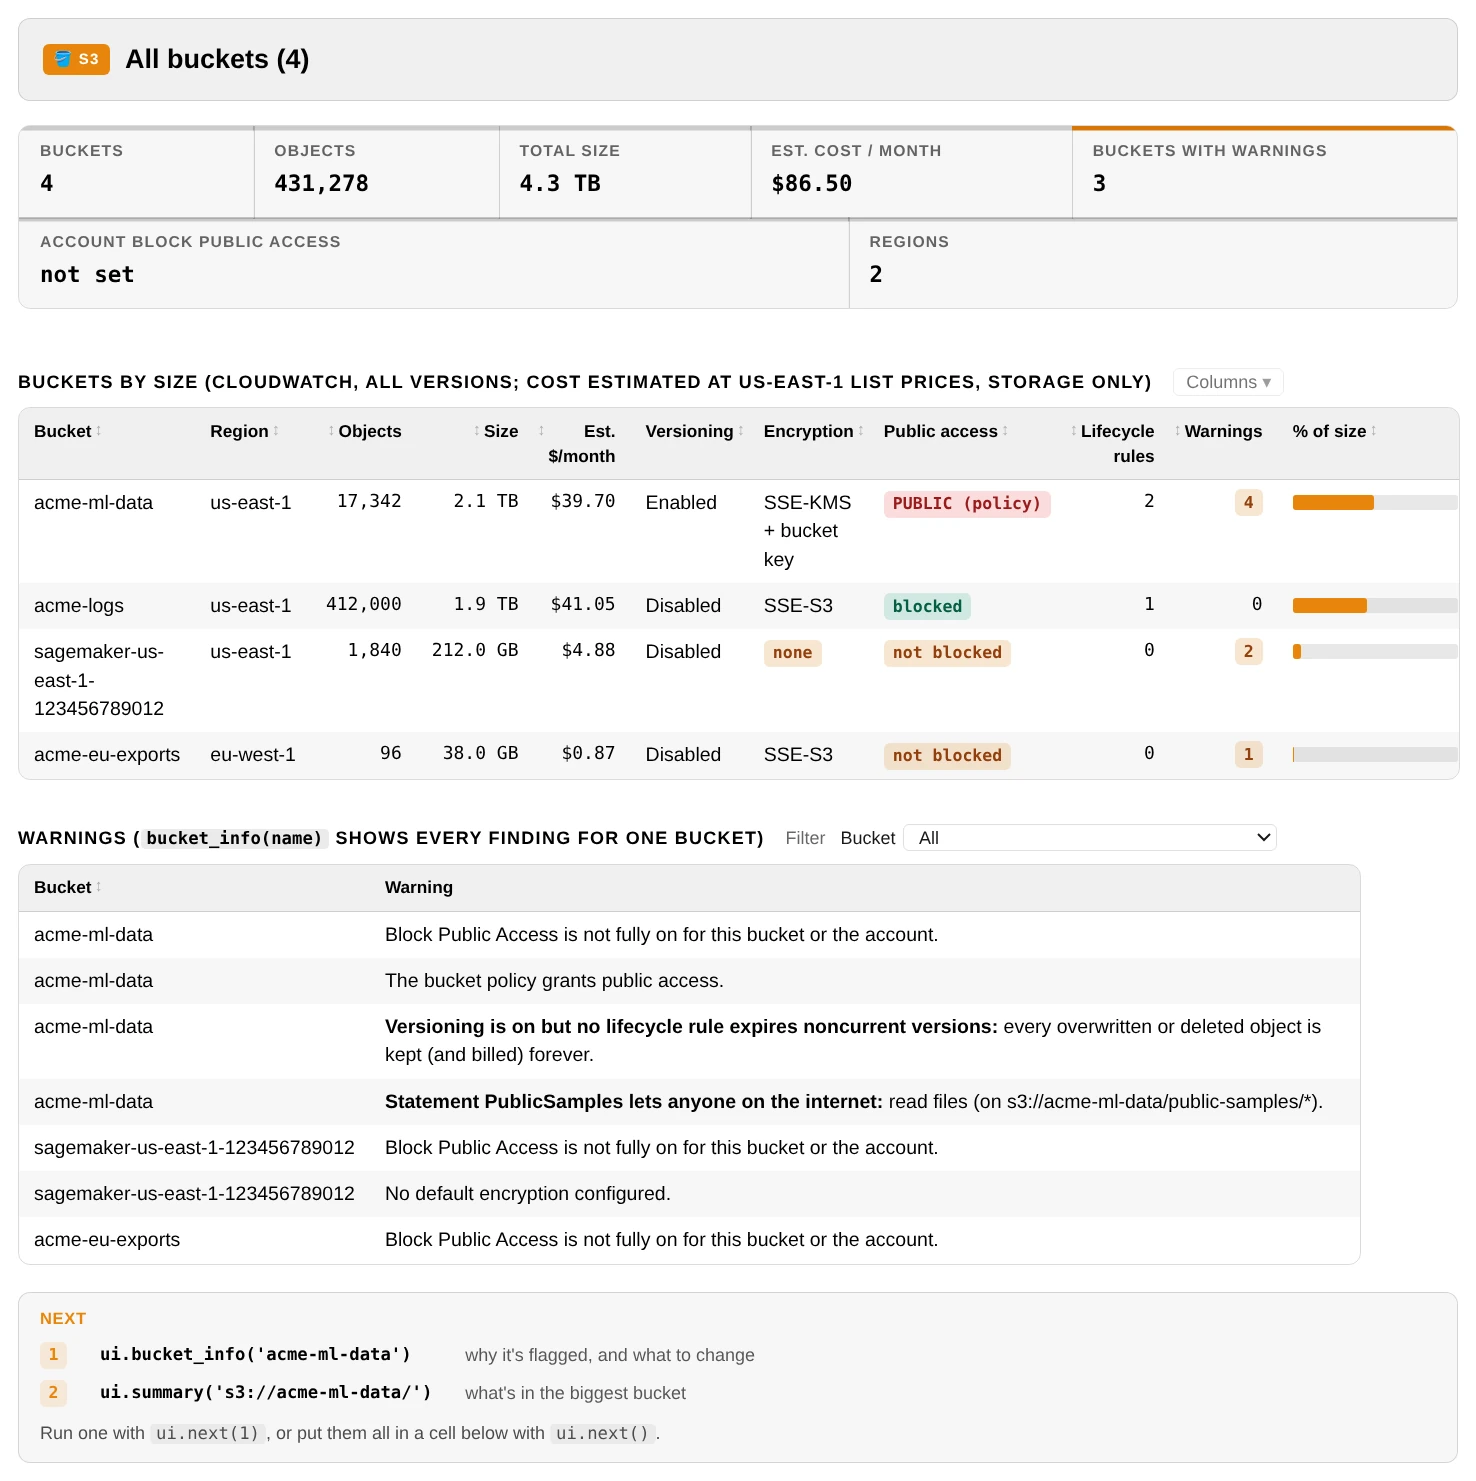 🪣 S3 All buckets (4)
BUCKETS OBJECTS TOTAL SIZE EST. COST / MONTH BUCKETS WITH WARNINGS
4 431,278 4.3 TB $86.50 3
ACCOUNT BLOCK PUBLIC ACCESS REGIONS
not set 2
BUCKETS BY SIZE (CLOUDWATCH, ALL VERSIONS; COST ESTIMATED AT US-EAST-1 LIST PRICES, STORAGE ONLY) Columns ▾
Bucket↕ Region↕ ↕Objects ↕Size ↕Est. Versioning↕ Encryption↕ Public access↕ ↕Lifecycle ↕Warnings % of size↕
$/month rules
acme-ml-data us-east-1 17,342 2.1 TB $39.70 Enabled SSE-KMS PUBLIC (policy) 2 4
+ bucket
key
acme-logs us-east-1 412,000 1.9 TB $41.05 Disabled SSE-S3 blocked 1 0
sagemaker-us- us-east-1 1,840 212.0 GB $4.88 Disabled none not blocked 0 2
east-1-
123456789012
acme-eu-exports eu-west-1 96 38.0 GB $0.87 Disabled SSE-S3 not blocked 0 1
WARNINGS (bucket_info(name) SHOWS EVERY FINDING FOR ONE BUCKET) Filter Bucket All
Bucket↕ Warning
acme-ml-data Block Public Access is not fully on for this bucket or the account.
acme-ml-data The bucket policy grants public access.
acme-ml-data Versioning is on but no lifecycle rule expires noncurrent versions: every overwritten or deleted object is
kept (and billed) forever.
acme-ml-data Statement PublicSamples lets anyone on the internet: read files (on s3://acme-ml-data/public-samples/*).
sagemaker-us-east-1-123456789012 Block Public Access is not fully on for this bucket or the account.
sagemaker-us-east-1-123456789012 No default encryption configured.
acme-eu-exports Block Public Access is not fully on for this bucket or the account.
NEXT
1 ui.bucket_info('acme-ml-data') why it's flagged, and what to change
2 ui.summary('s3://acme-ml-data/') what's in the biggest bucket
Run one with ui.next(1), or put them all in a cell below with ui.next().